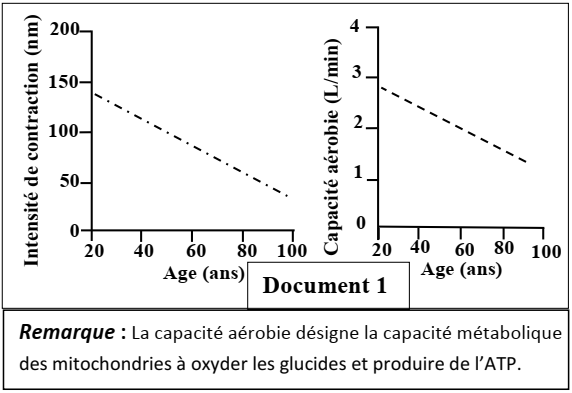 Intensité de contraction (nm)
200
150
100
50
0
20 40 60 80 100
Age (ans)
Capacité aérobie (L/min)
4
3
2
1
0
20 40 60 80 100
Age (ans)
Document 1
Remarque : La capacité aérobie désigne la capacité métabolique
des mitochondries à oxyder les glucides et produire de l’ATP.